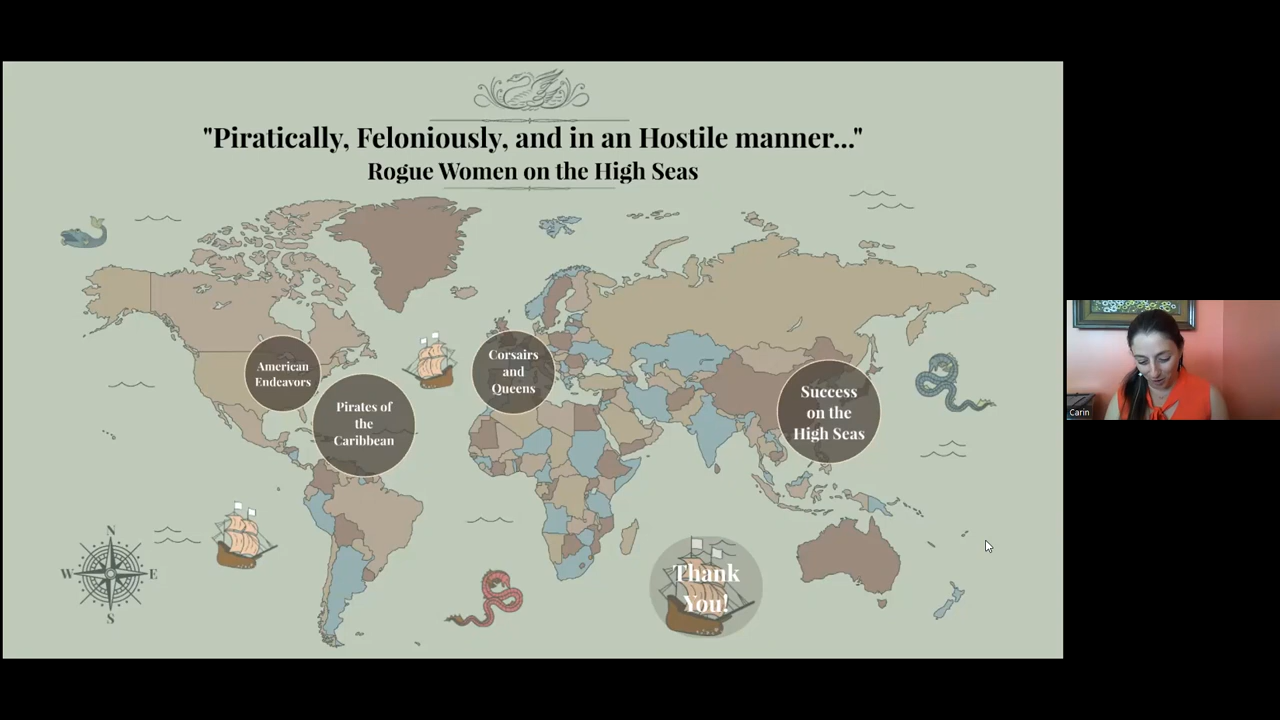 "Piratically, Feloniously, and in an Hostile manner..."
Rogue Women on the High Seas
American
Endeavors
Pirates of
the
Caribbean
Corsairs
and
Queens
Success
on the
High Seas
N
W
E
S
Thank
You!
Carin